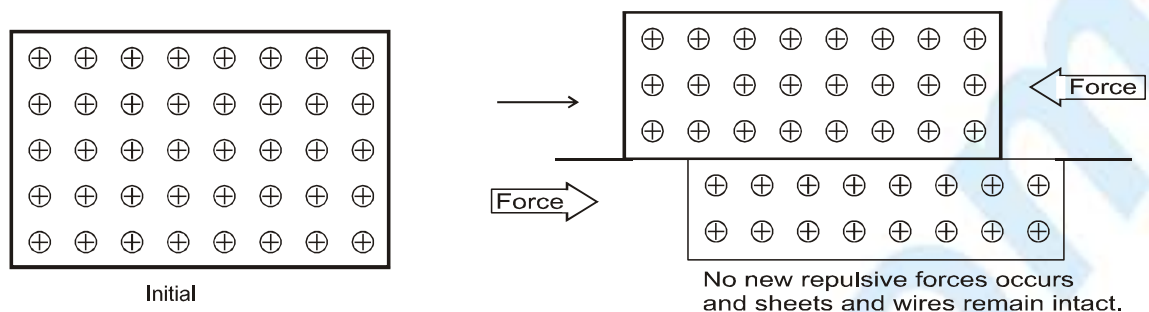 Force
Force
Initial
No new repulsive forces occurs
and sheets and wires remain intact.